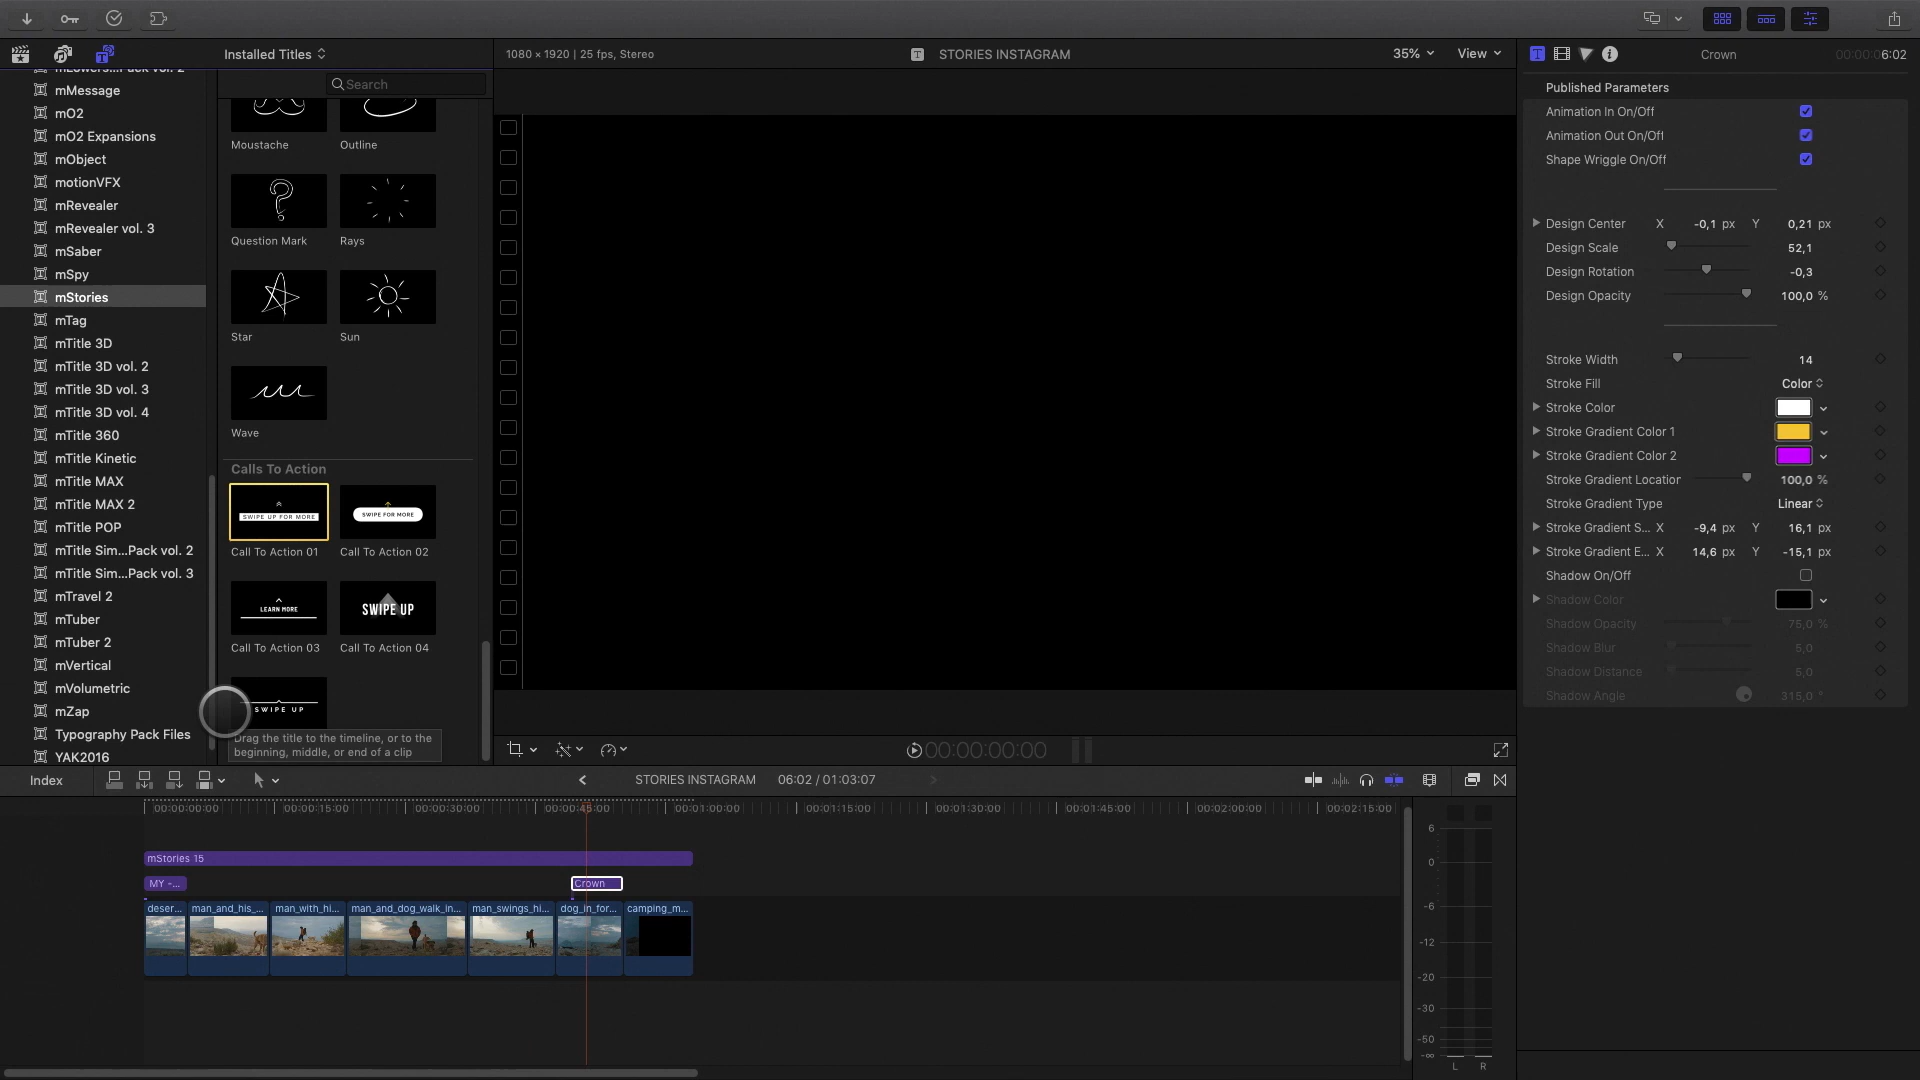 Installed Titles
1080 × 1920 | 25 fps, Stereo
STORIES INSTAGRAM
35%
View
Crown
00:00:06:02
Search
mLowers...Pack vol. 2
mMessage
mO2
mO2 Expansions
mObject
motionVFX
mRevealer
mRevealer vol. 3
mSaber
mSpy
mStories
mTag
mTitle 3D
mTitle 3D vol. 2
mTitle 3D vol. 3
mTitle 3D vol. 4
mTitle 360
mTitle Kinetic
mTitle MAX
mTitle MAX 2
mTitle POP
mTitle Sim...Pack vol. 2
mTitle Sim...Pack vol. 3
mTravel 2
mTuber
mTuber 2
mVertical
mVolumetric
mZap
Typography Pack Files
YAK2016
Moustache
Outline
Question Mark
Rays
Star
Sun
Wave
Calls To Action
SWIPE UP FOR MORE
SWIPE FOR MORE
Call To Action 01
Call To Action 02
LEARN MORE
SWIPE UP
Call To Action 03
Call To Action 04
SWIPE UP
Drag the title to the timeline, or to the
beginning, middle, or end of a clip
Published Parameters
Animation In On/Off
Animation Out On/Off
Shape Wriggle On/Off
Design Center X -0,1 px Y 0,21 px
Design Scale 52,1
Design Rotation -0,3
Design Opacity 100,0 %
Stroke Width 14
Stroke Fill Color
Stroke Color
Stroke Gradient Color 1
Stroke Gradient Color 2
Stroke Gradient Location 100,0 %
Stroke Gradient Type Linear
Stroke Gradient S... X -9,4 px Y 16,1 px
Stroke Gradient E... X 14,6 px Y -15,1 px
Shadow On/Off
Shadow Color
Shadow Opacity 75,0 %
Shadow Blur 5,0
Shadow Distance 5,0
Shadow Angle 315,0 °
00:00:00:00
Index
STORIES INSTAGRAM
06:02 / 01:03:07
00:00:00:00
00:00:15:00
00:00:30:00
00:00:45:00
00:01:00:00
00:01:15:00
00:01:30:00
00:01:45:00
00:02:00:00
00:02:15:00
mStories 15
MY -...
Crown
deser...
man_and_his_...
man_with_hi...
man_and_dog_walk_in...
man_swings_hi...
dog_in_for...
camping_m...
6
0
-6
-12
-20
-30
-50
-∞
L R